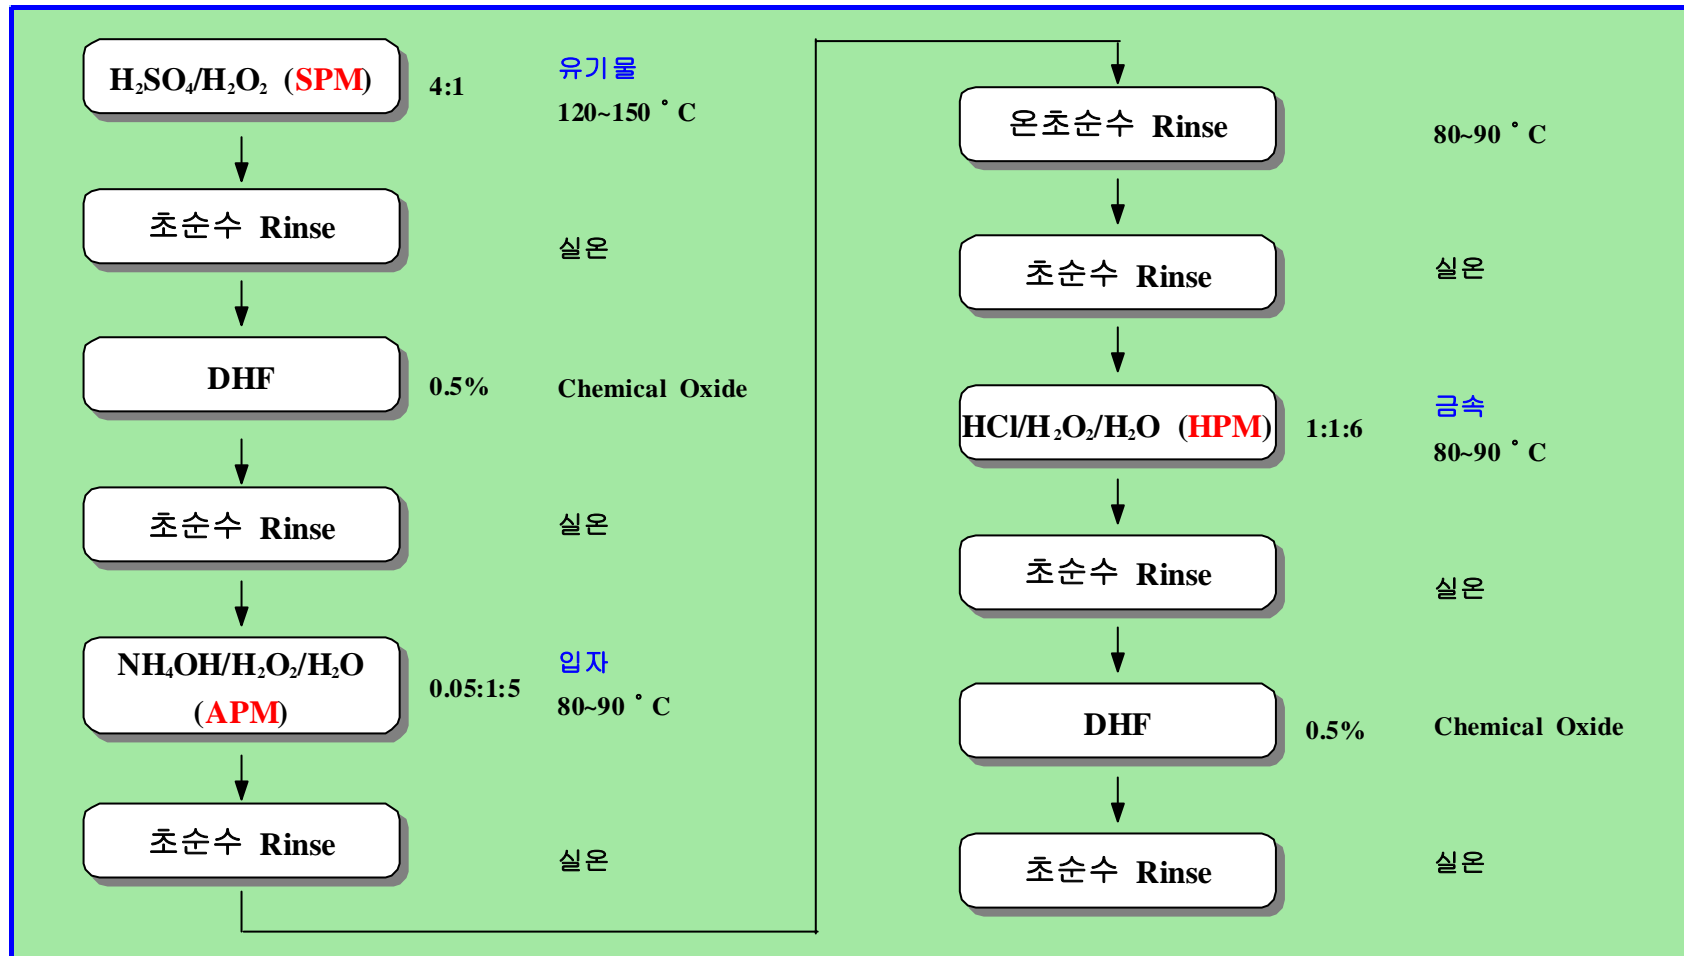 H₂SO₄/H₂O₂ (SPM)
4:1
유기물
120~150 ˚ C
초순수 Rinse
실온
DHF
0.5%
Chemical Oxide
초순수 Rinse
실온
NH₄OH/H₂O₂/H₂O
(APM)
0.05:1:5
입자
80~90 ˚ C
초순수 Rinse
실온
온초순수 Rinse
80~90 ˚ C
초순수 Rinse
실온
HCl/H₂O₂/H₂O (HPM)
1:1:6
금속
80~90 ˚ C
초순수 Rinse
실온
DHF
0.5%
Chemical Oxide
초순수 Rinse
실온